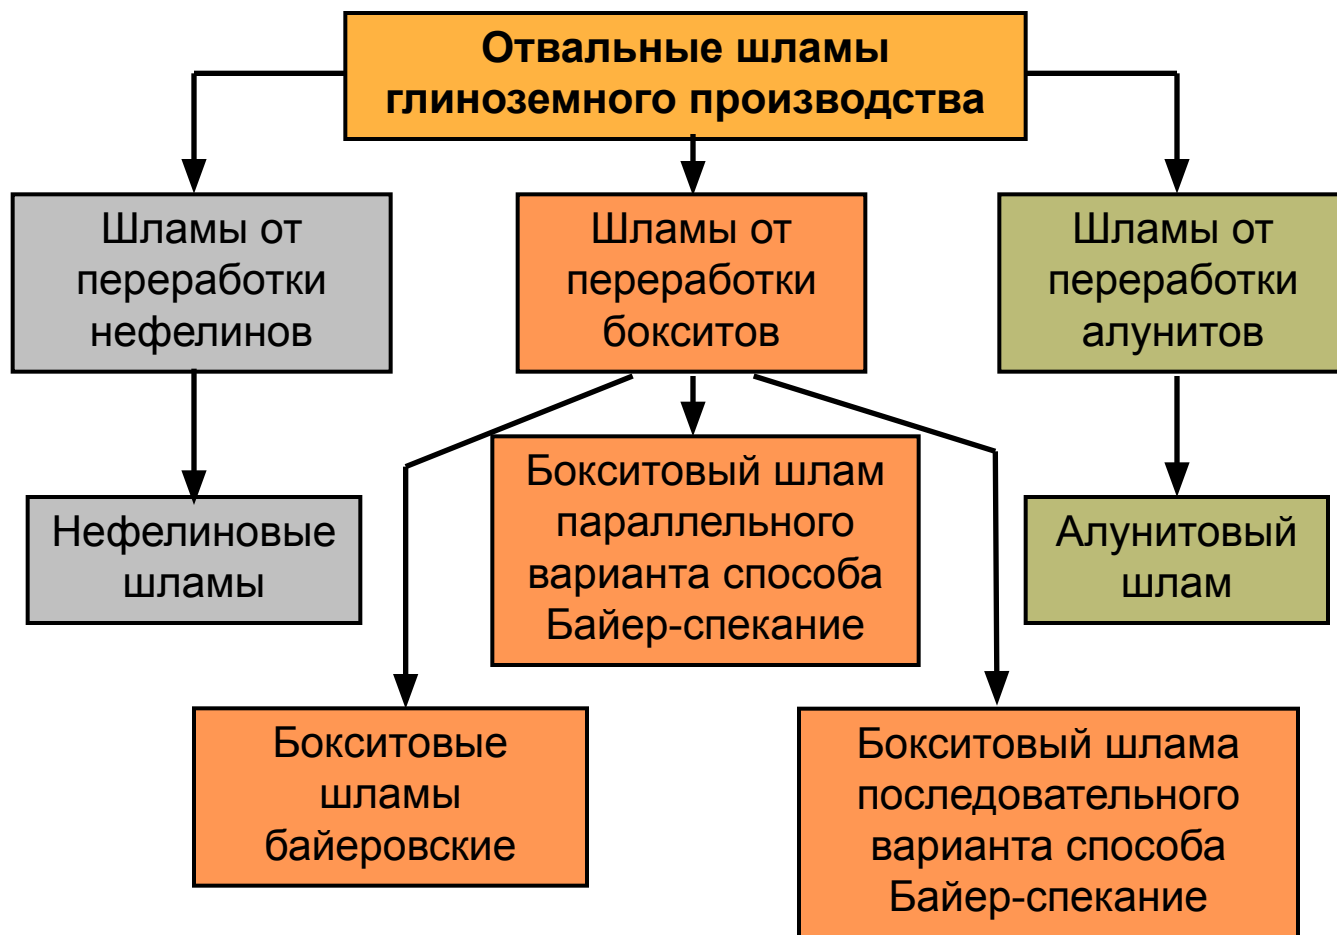 Отвальные шламы
глиноземного производства
Шламы от
переработки
нефелинов
Шламы от
переработки
бокситов
Шламы от
переработки
алунитов
Нефелиновые
шламы
Бокситовый шлам
параллельного
варианта способа
Байер-спекание
Алунитовый
шлам
Бокситовые
шламы
байеровские
Бокситовый шлама
последовательного
варианта способа
Байер-спекание